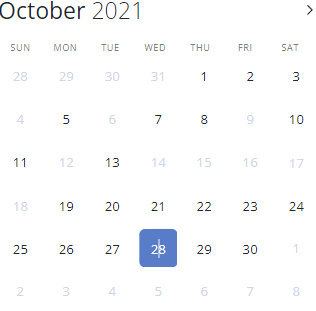 October 2021
SUN MON TUE WED THU FRI SAT
28 29 30 31 1 2 3
4 5 6 7 8 9 10
11 12 13 14 15 16 17
18 19 20 21 22 23 24
25 26 27 28 29 30 1
2 3 4 5 6 7 8